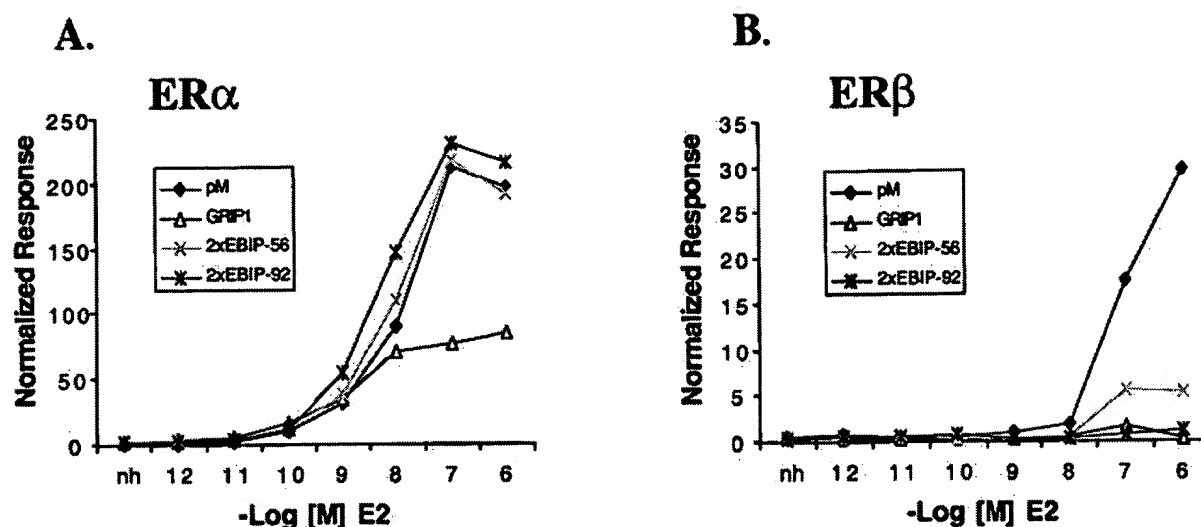 A.
ERα
Normalized Response
250
200
150
100
50
0
pM
GRIP1
2xEBIP-56
2xEBIP-92
nh 12 11 10 9 8 7 6
-Log [M] E2
B.
ERβ
Normalized Response
35
30
25
20
15
10
5
0
pM
GRIP1
2xEBIP-56
2xEBIP-92
nh 12 11 10 9 8 7 6
-Log [M] E2